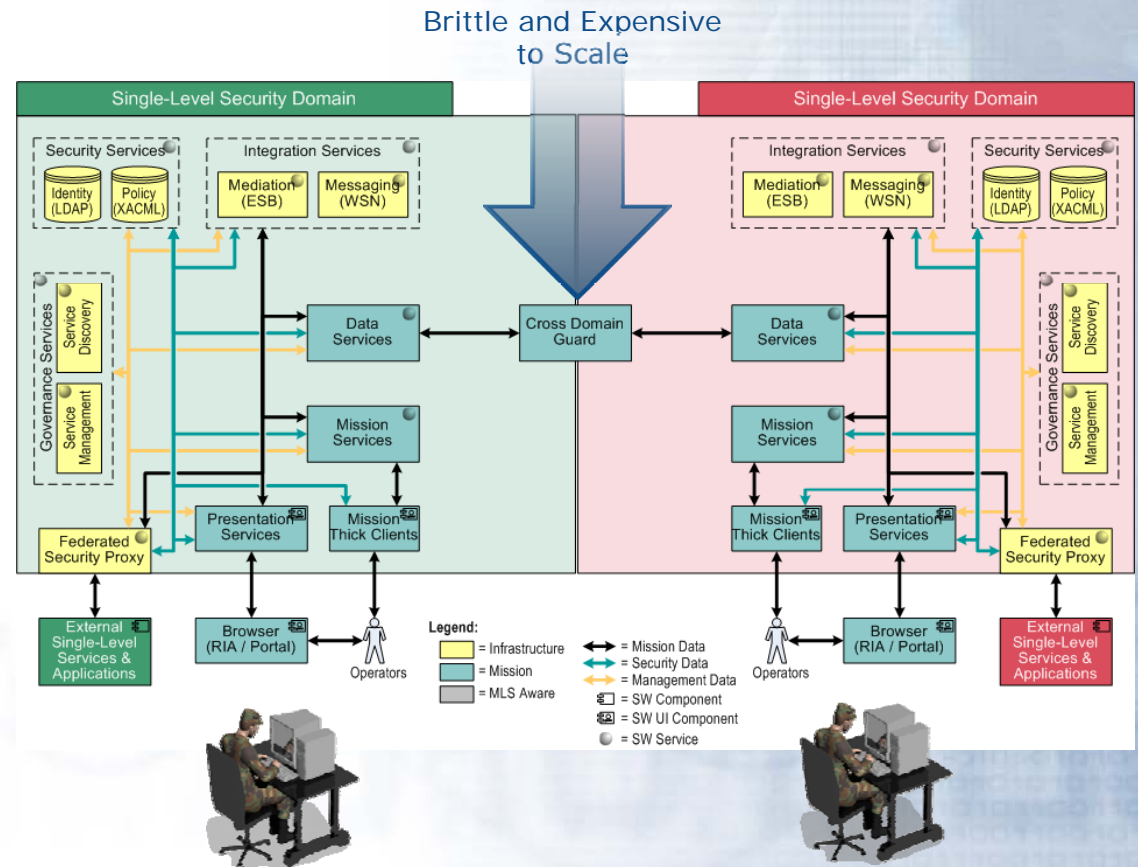 Brittle and Expensive
to Scale
Single-Level Security Domain
Single-Level Security Domain
Security Services
Identity
(LDAP)
Policy
(XACML)
Integration Services
Mediation
(ESB)
Messaging
(WSN)
Integration Services
Mediation
(ESB)
Messaging
(WSN)
Security Services
Identity
(LDAP)
Policy
(XACML)
Governance Services
Service
Discovery
Service
Management
Data
Services
Cross Domain
Guard
Data
Services
Governance Services
Service
Discovery
Service
Management
Mission
Services
Mission
Services
Federated
Security Proxy
Presentation
Services
Mission
Thick Clients
Mission
Thick Clients
Presentation
Services
Federated
Security Proxy
External
Single-Level
Services &
Applications
Browser
(RIA / Portal)
Operators
Legend:
= Infrastructure
= Mission
= MLS Aware
= Mission Data
= Security Data
= Management Data
= SW Component
= SW UI Component
= SW Service
Operators
Browser
(RIA / Portal)
External
Single-Level
Services &
Applications